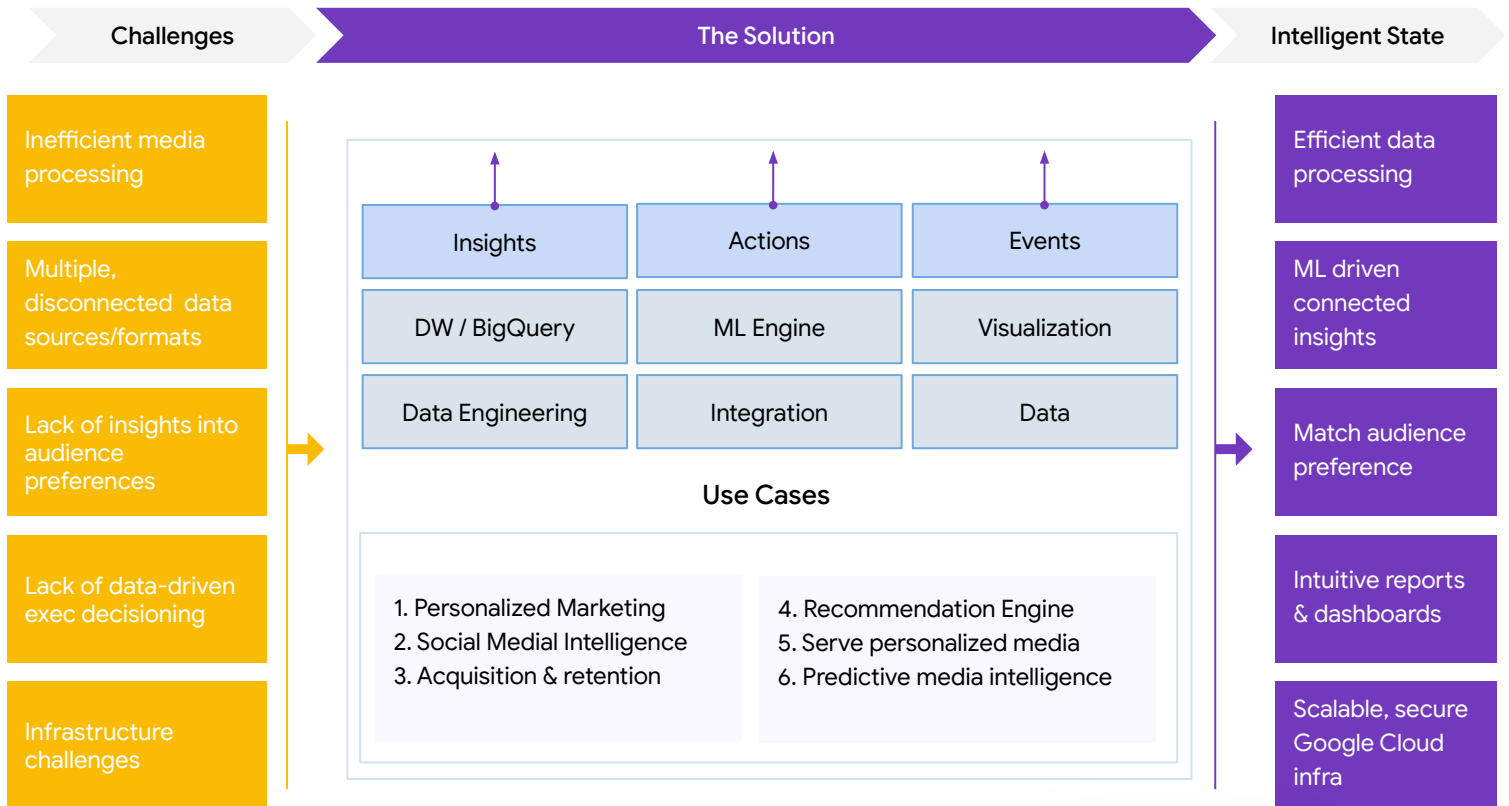 Challenges
The Solution
Intelligent State
Inefficient media
processing
Multiple,
disconnected data
sources/formats
Lack of insights into
audience
preferences
Lack of data-driven
exec decisioning
Infrastructure
challenges
Insights
Actions
Events
DW / BigQuery
ML Engine
Visualization
Data Engineering
Integration
Data
Use Cases
1. Personalized Marketing
2. Social Medial Intelligence
3. Acquisition & retention
4. Recommendation Engine
5. Serve personalized media
6. Predictive media intelligence
Efficient data
processing
ML driven
connected
insights
Match audience
preference
Intuitive reports
& dashboards
Scalable, secure
Google Cloud
infra